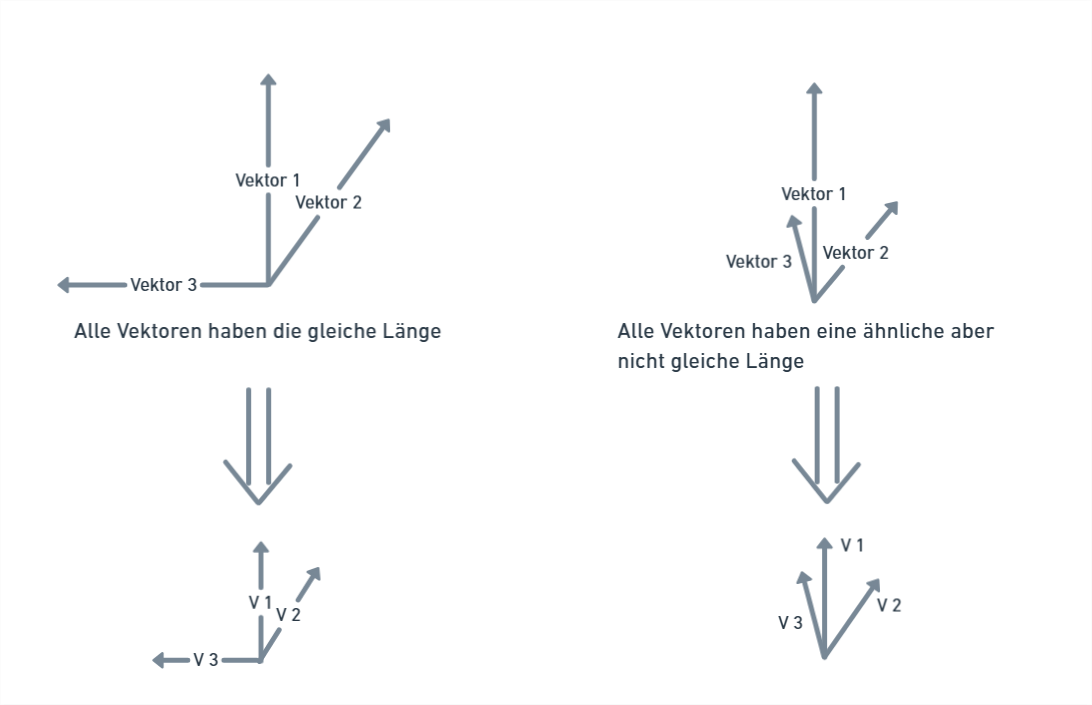 Vektor 1
Vektor 2
Vektor 3
Alle Vektoren haben die gleiche Länge
V 1
V 2
V 3
Vektor 1
Vektor 2
Vektor 3
Alle Vektoren haben eine ähnliche aber
nicht gleiche Länge
V 1
V 2
V 3